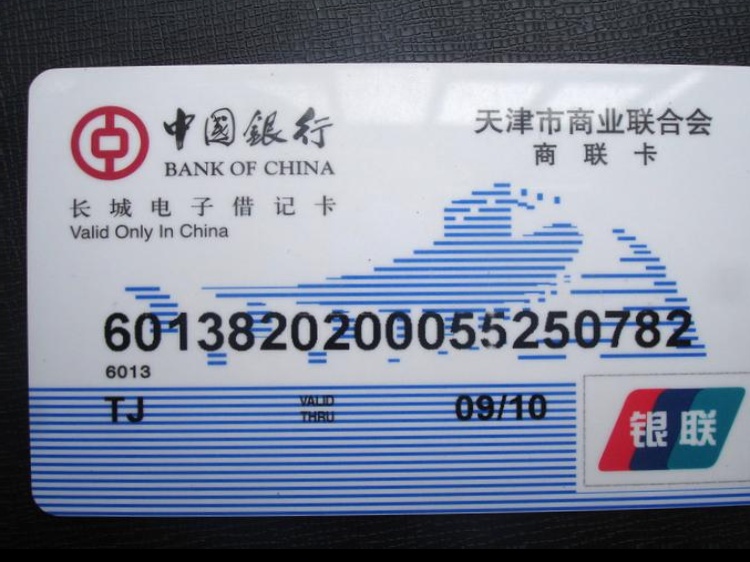 中国銀行 天津市商业联合会
BANK OF CHINA 商联卡
长城电子借记卡
Valid Only In China
6013820200055250782
6013
TJ VALID THRU 09/10
银联